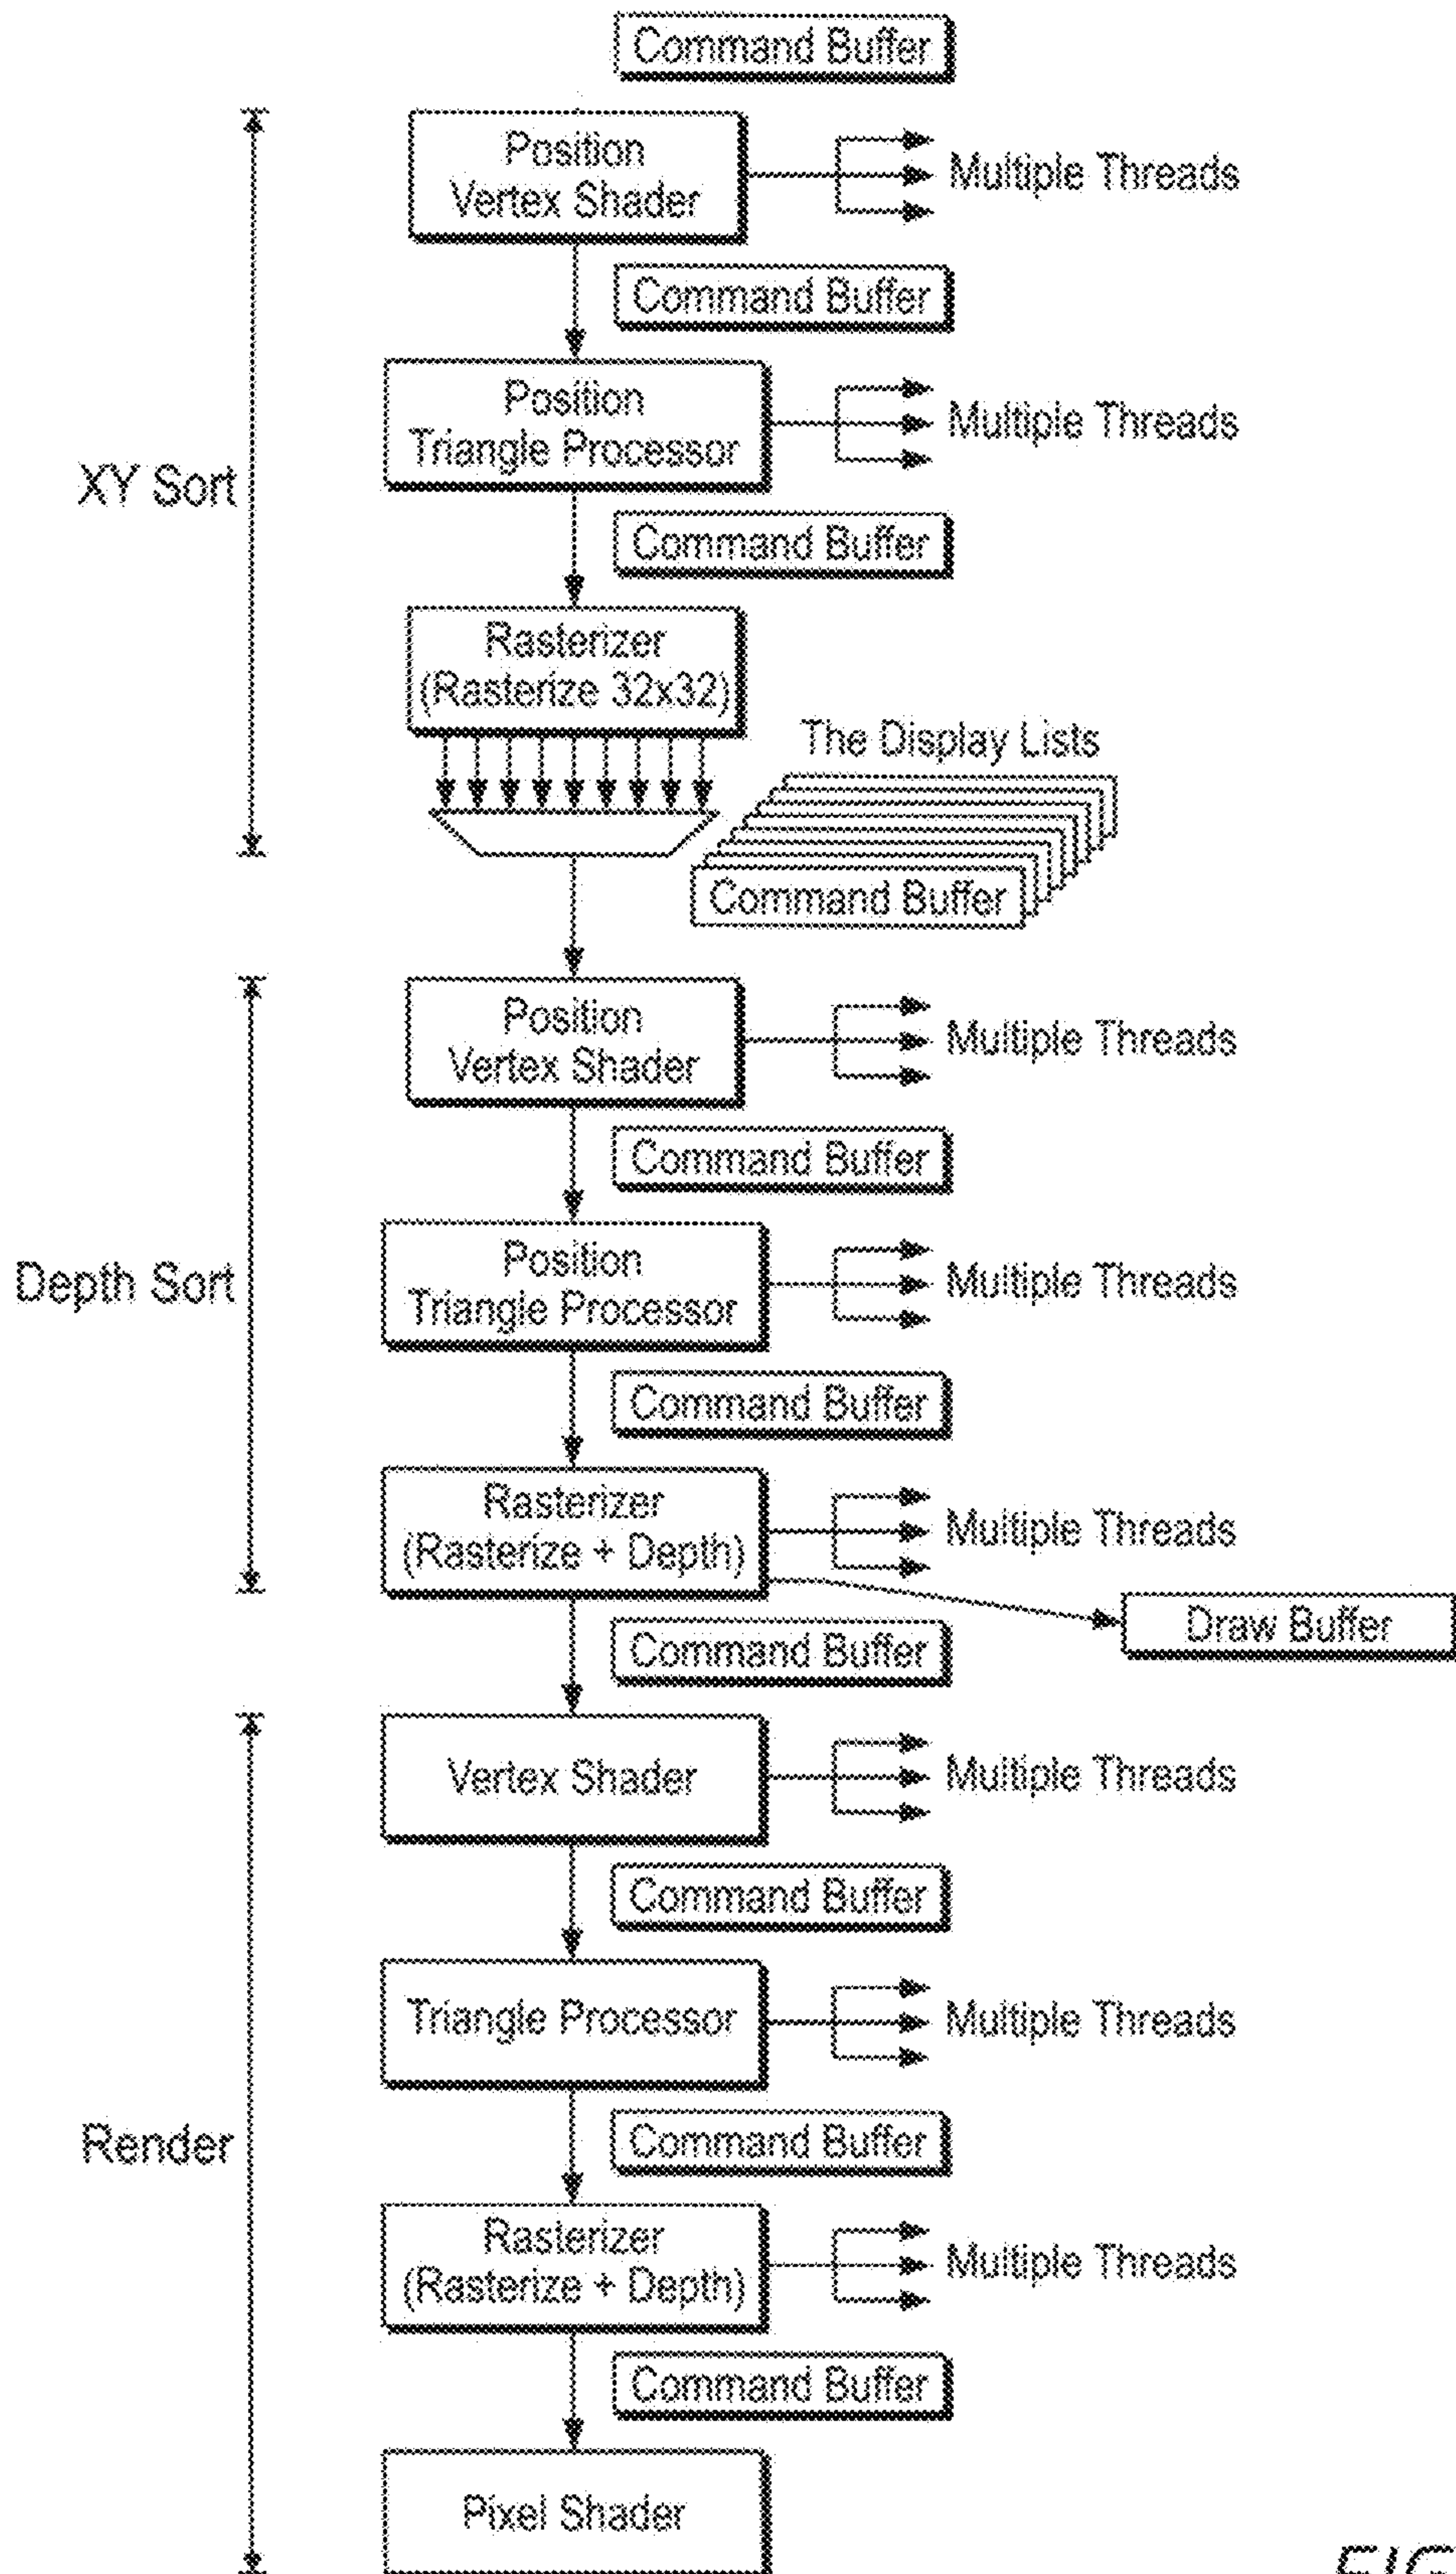 Command Buffer
Position
Vertex Shader
Multiple Threads
Command Buffer
Position
Triangle Processor
Multiple Threads
XY Sort
Command Buffer
Rasterizer
(Rasterize 32x32)
The Display Lists
Command Buffer
Position
Vertex Shader
Multiple Threads
Command Buffer
Depth Sort
Position
Triangle Processor
Multiple Threads
Command Buffer
Rasterizer
(Rasterize + Depth)
Multiple Threads
Draw Buffer
Command Buffer
Vertex Shader
Multiple Threads
Command Buffer
Triangle Processor
Multiple Threads
Render
Command Buffer
Rasterizer
(Rasterize + Depth)
Multiple Threads
Command Buffer
Pixel Shader